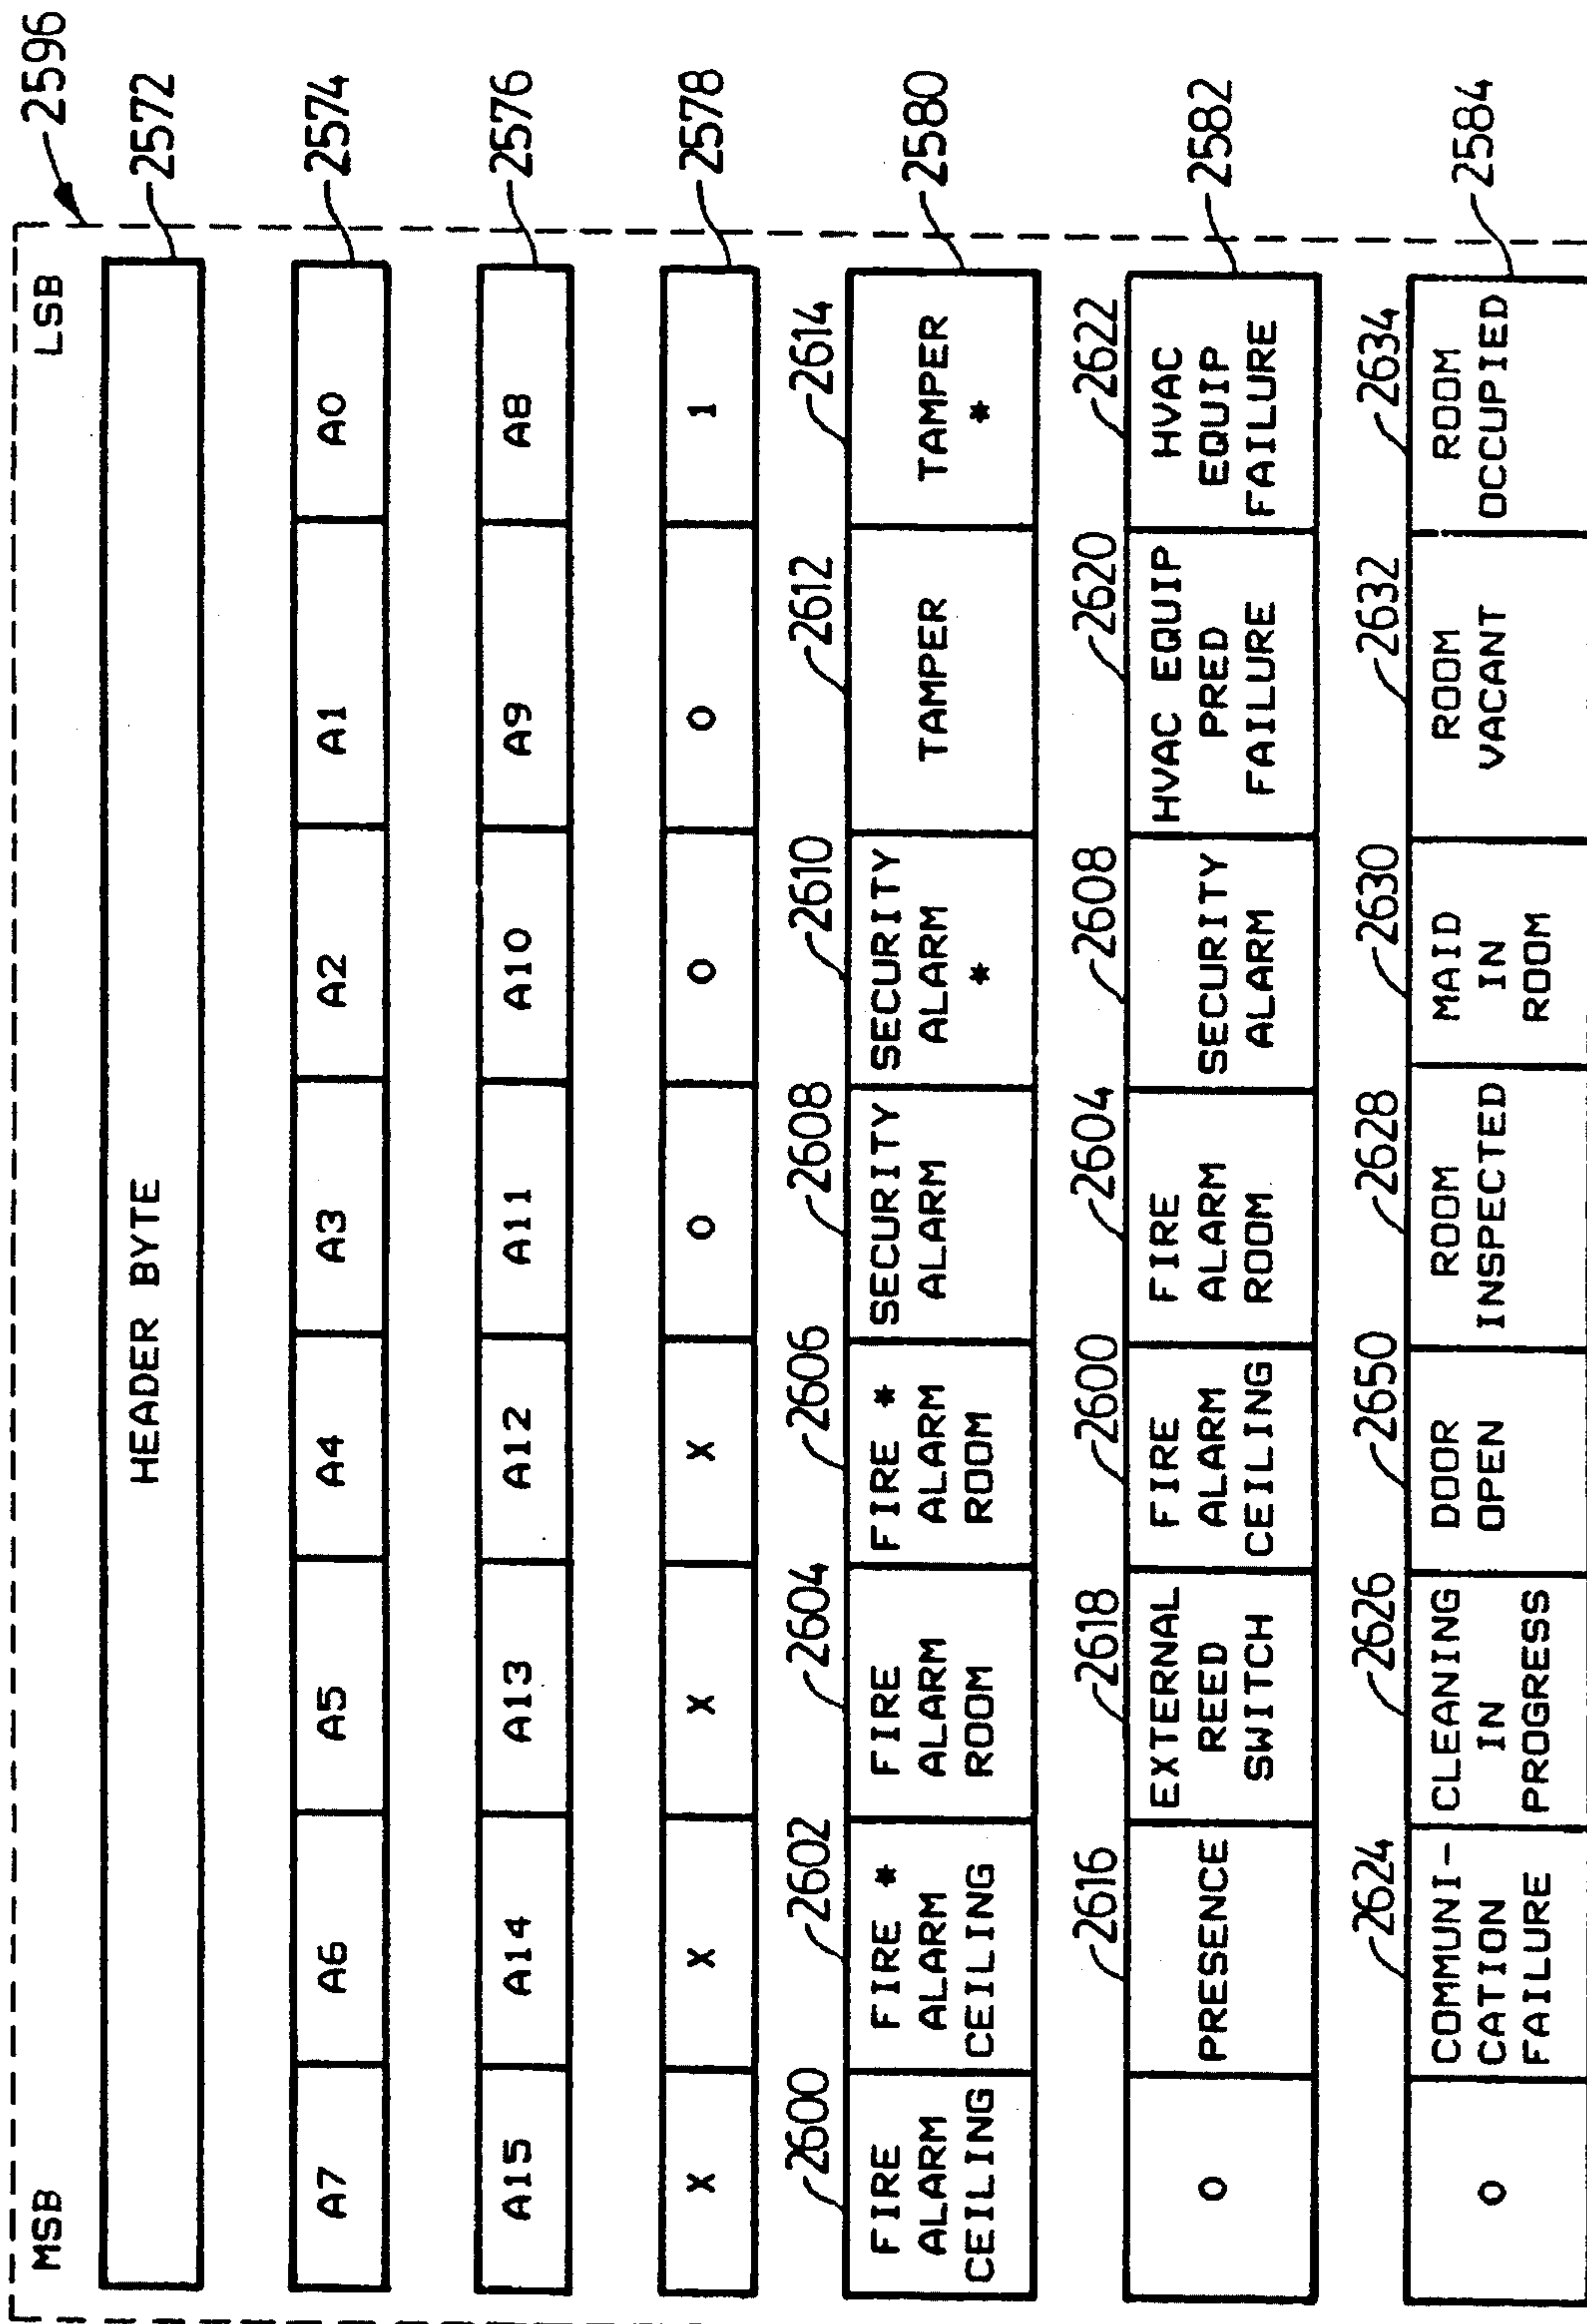 2596
MSB LSB
HEADER BYTE 2572
A7 A6 A5 A4 A3 A2 A1 A0 2574
A15 A14 A13 A12 A11 A10 A9 A8 2576
X X X X 0 0 0 1 2578
2600 2602 2604 2606 2608 2610 2612 2614 2580
FIRE FIRE * FIRE FIRE * SECURITY SECURITY TAMPER TAMPER
ALARM ALARM ALARM ALARM ALARM ALARM *
CEILING CEILING ROOM ROOM *
2616 2618 2600 2604 2608 2620 2622 2582
0 PRESENCE EXTERNAL FIRE FIRE SECURITY HVAC EQUIP HVAC
REED ALARM ALARM ALARM PRED EQUIP
SWITCH CEILING ROOM FAILURE FAILURE
2624 2626 2650 2628 2630 2632 2634 2584
0 COMMUNI- CLEANING DOOR ROOM MAID ROOM ROOM
CATION IN OPEN INSPECTED IN VACANT OCCUPIED
FAILURE PROGRESS ROOM